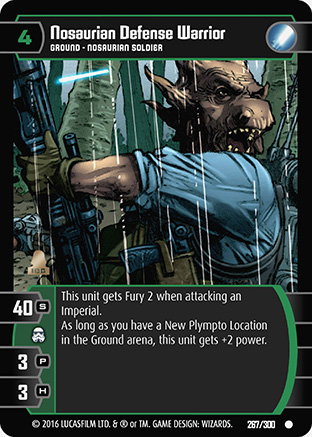 4
Nosaurian Defense Warrior
GROUND - NOSAURIAN SOLDIER
40 S
3 P
3 H
This unit gets Fury 2 when attacking an
Imperial.
As long as you have a New Plympto Location
in the Ground arena, this unit gets +2 power.
© 2016 LUCASFILM LTD. & ® or TM. GAME DESIGN: WIZARDS. 267/300